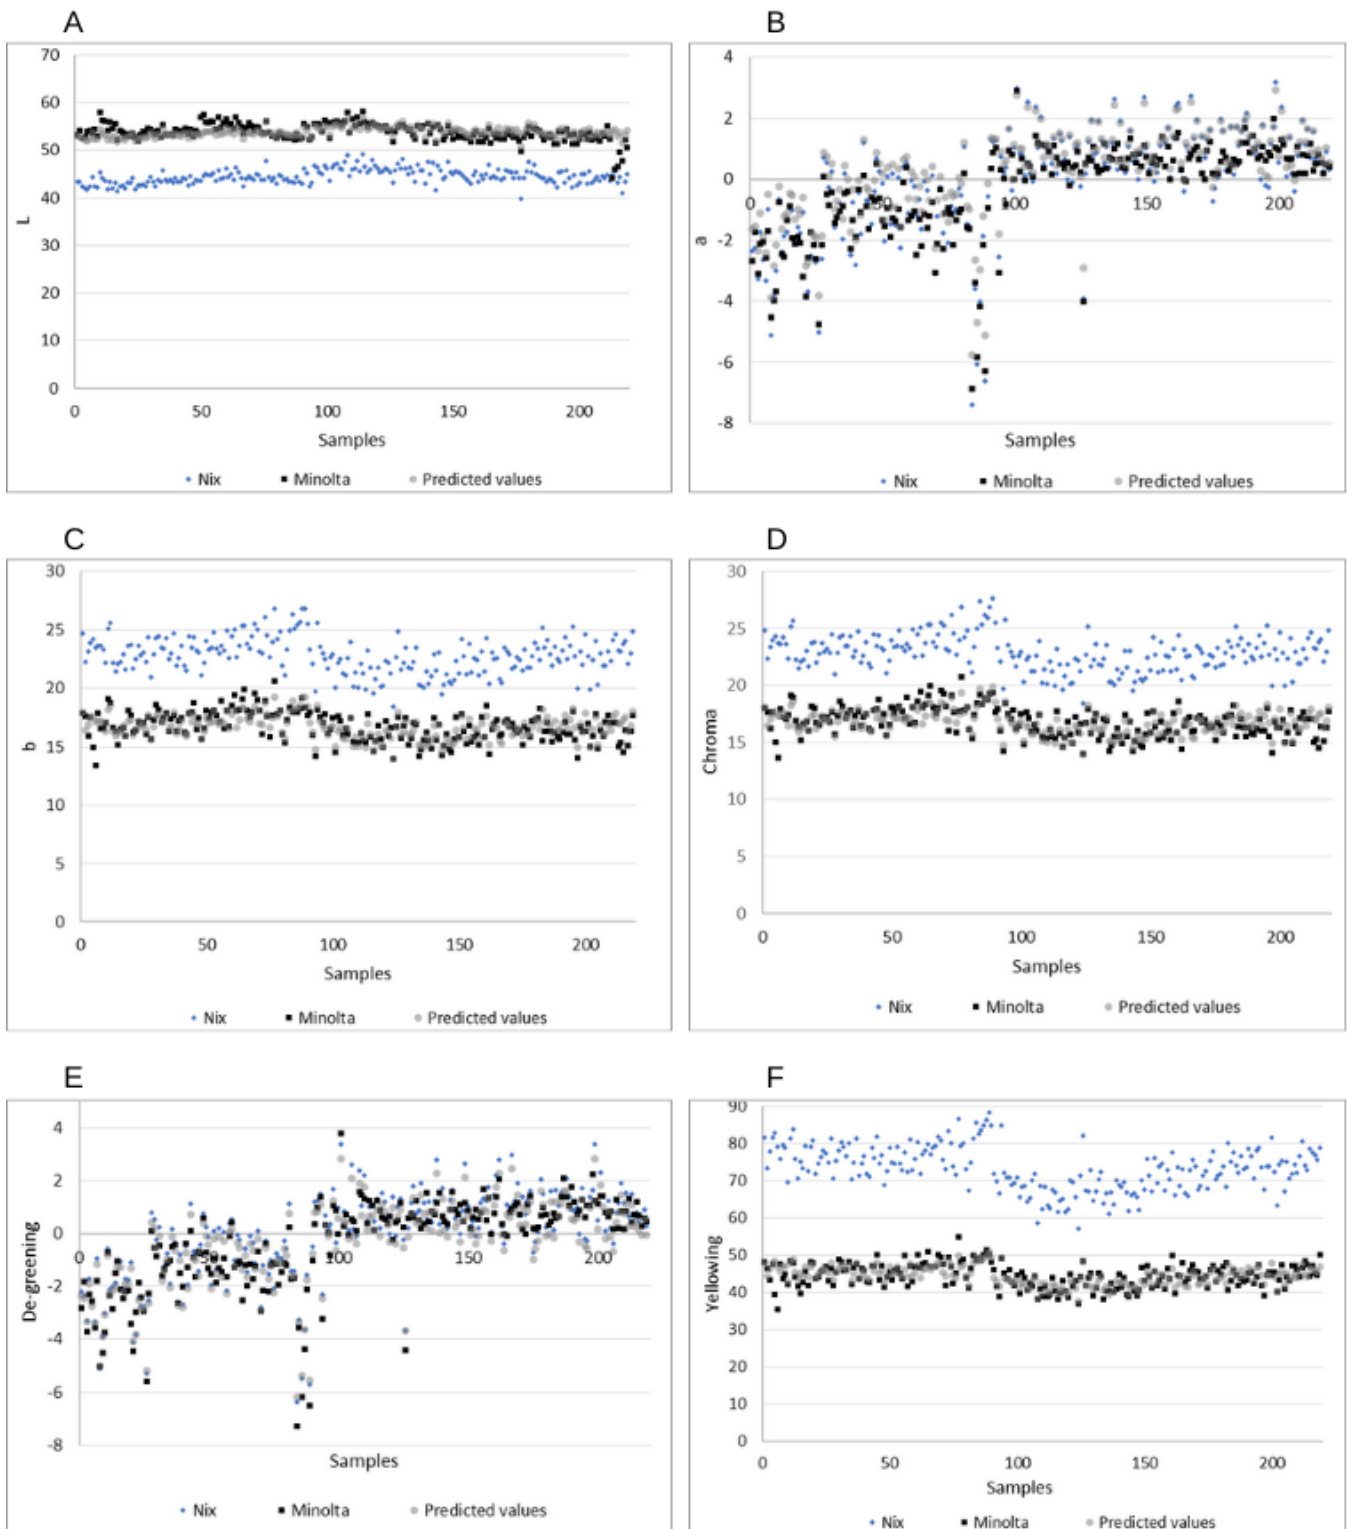 A
B
70
60
50
40
30
20
10
0
L
0 50 100 150 200
Samples
Nix Minolta Predicted values
4
2
0
-2
-4
-6
-8
a
0 50 100 150 200
Samples
Nix Minolta Predicted values
C
D
30
25
20
15
10
5
0
b
0 50 100 150 200
Samples
Nix Minolta Predicted values
30
25
20
15
10
5
0
Chroma
0 50 100 150 200
Samples
Nix Minolta Predicted values
E
F
4
2
0
-2
-4
-6
-8
De-greening
0 50 100 150 200
Samples
Nix Minolta Predicted values
90
80
70
60
50
40
30
20
10
0
Yellowing
0 50 100 150 200
Samples
Nix Minolta Predicted values